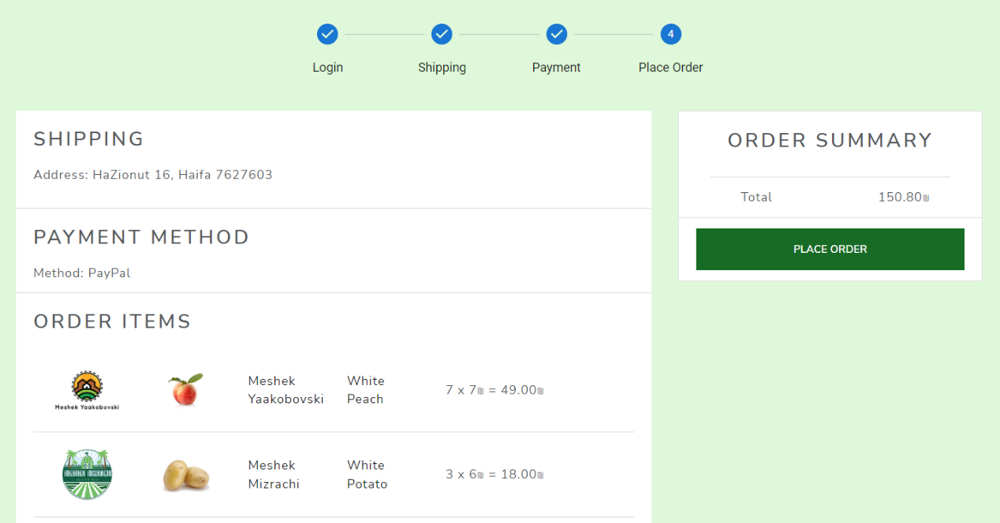 4
Login
Shipping
Payment
Place Order
SHIPPING
Address: HaZionut 16, Haifa 7627603
PAYMENT METHOD
Method: PayPal
ORDER ITEMS
Meshek Yaakobovski
Meshek
Yaakobovski
White
Peach
7 x 7₪ = 49.00₪
MESHEK MIZRACHI
Meshek
Mizrachi
White
Potato
3 x 6₪ = 18.00₪
ORDER SUMMARY
Total 150.80₪
PLACE ORDER